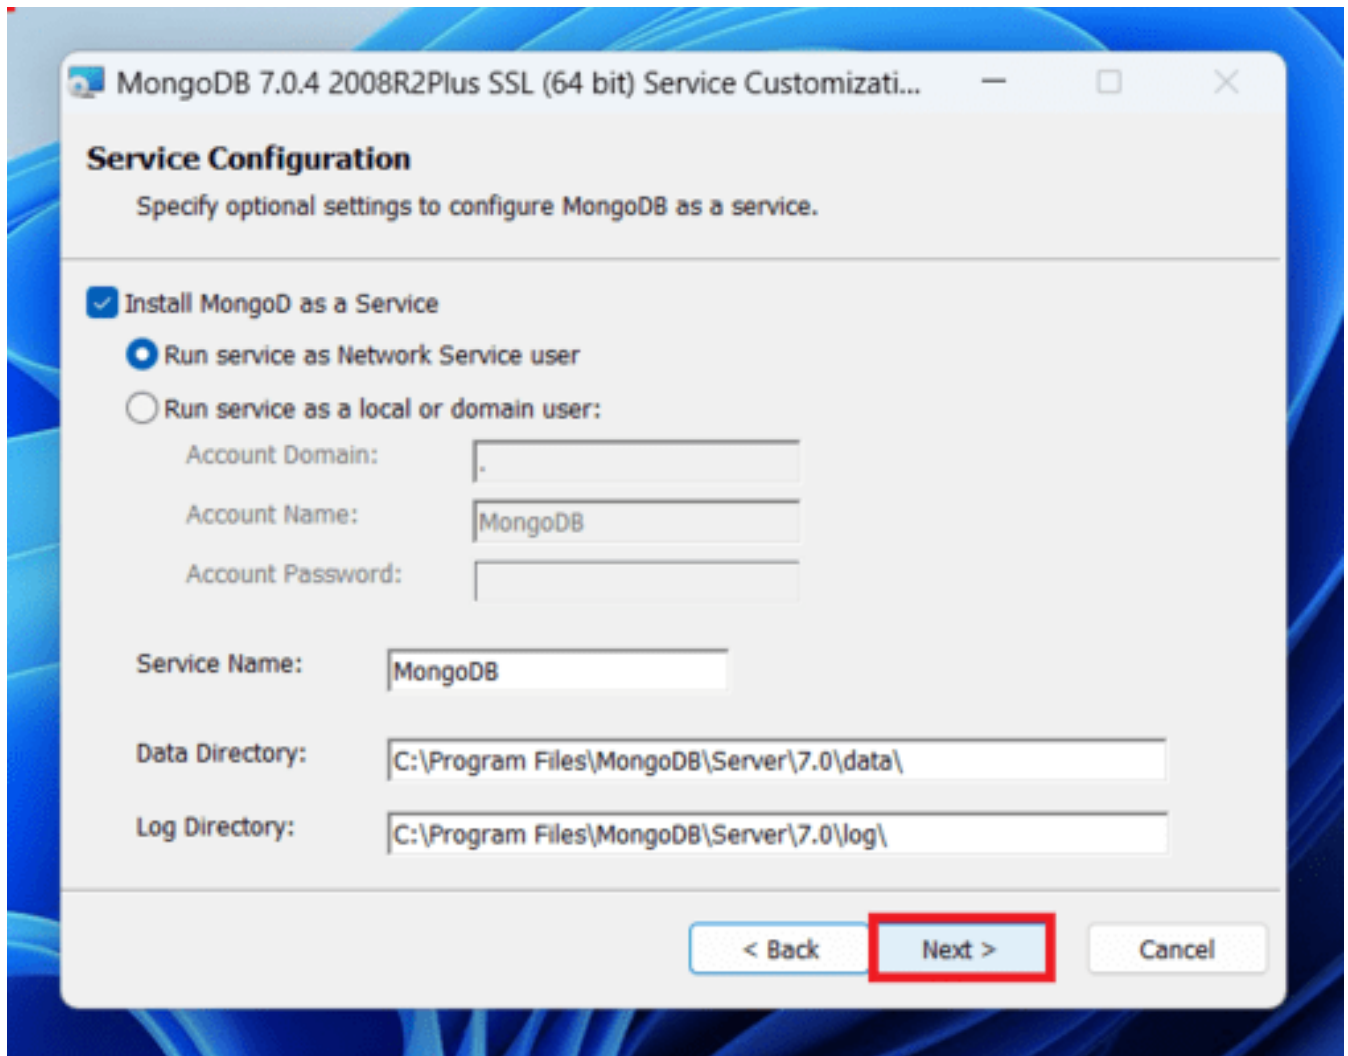 MongoDB 7.0.4 2008R2Plus SSL (64 bit) Service Customizati...
Service Configuration
Specify optional settings to configure MongoDB as a service.
Install MongoD as a Service
Run service as Network Service user
Run service as a local or domain user:
Account Domain: .
Account Name: MongoDB
Account Password:
Service Name: MongoDB
Data Directory: C:\Program Files\MongoDB\Server\7.0\data\
Log Directory: C:\Program Files\MongoDB\Server\7.0\log\
< Back Next > Cancel